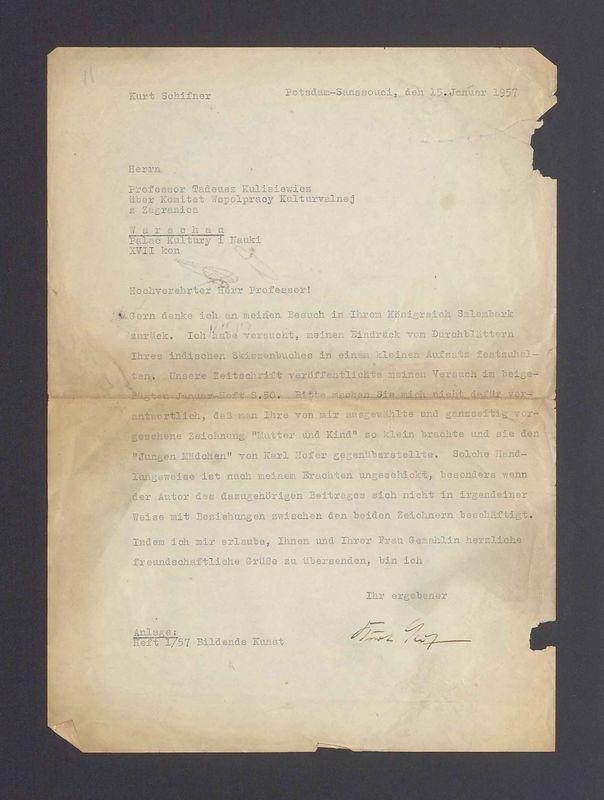 Kurt Schifner
Potsdam-Sanssouci, den 15.Januar 1957
Herrn
Professor Tadeusz Kulisiewicz
über Komitet Wspolpracy Kulturvalnej
z Zagranica
W a r s c h a u
Palac Kultury i Nauki
XVII kon
Hochverehrter Herr Professor!
Gern denke ich an meinen Besuch in Ihrem Königreich Salembark
zurück. Ich habe versucht, meinen Eindruck vom Durchblättern
Ihres indischen Skizzenbuches in einem kleinen Aufsatz festzuhal-
ten. Unsere Zeitschrift veröffentlichte meinen Versuch im beige-
fügten Januar-Heft S.50. Bitte machen Sie mich nicht dafür ver-
antwortlich, daß man Ihre von mir ausgewählte und ganzseitig vor-
gesehene Zeichnung "Mutter und Kind" so klein brachte und sie den
"Jungen Mädchen" von Karl Hofer gegenüberstellte. Solche Hand-
lungsweise ist nach meinem Erachten ungeschickt, besonders wenn
der Autor des dazugehörigen Beitrages sich nicht in irgendeiner
Weise mit Beziehungen zwischen den beiden Zeichnern beschäftigt.
Indem ich mir erlaube, Ihnen und Ihrer Frau Gemahlin herzliche
freundschaftliche Grüße zu übersenden, bin ich
Ihr ergebener
Anlage:
Heft 1/57 Bildende Kunst
Kurt